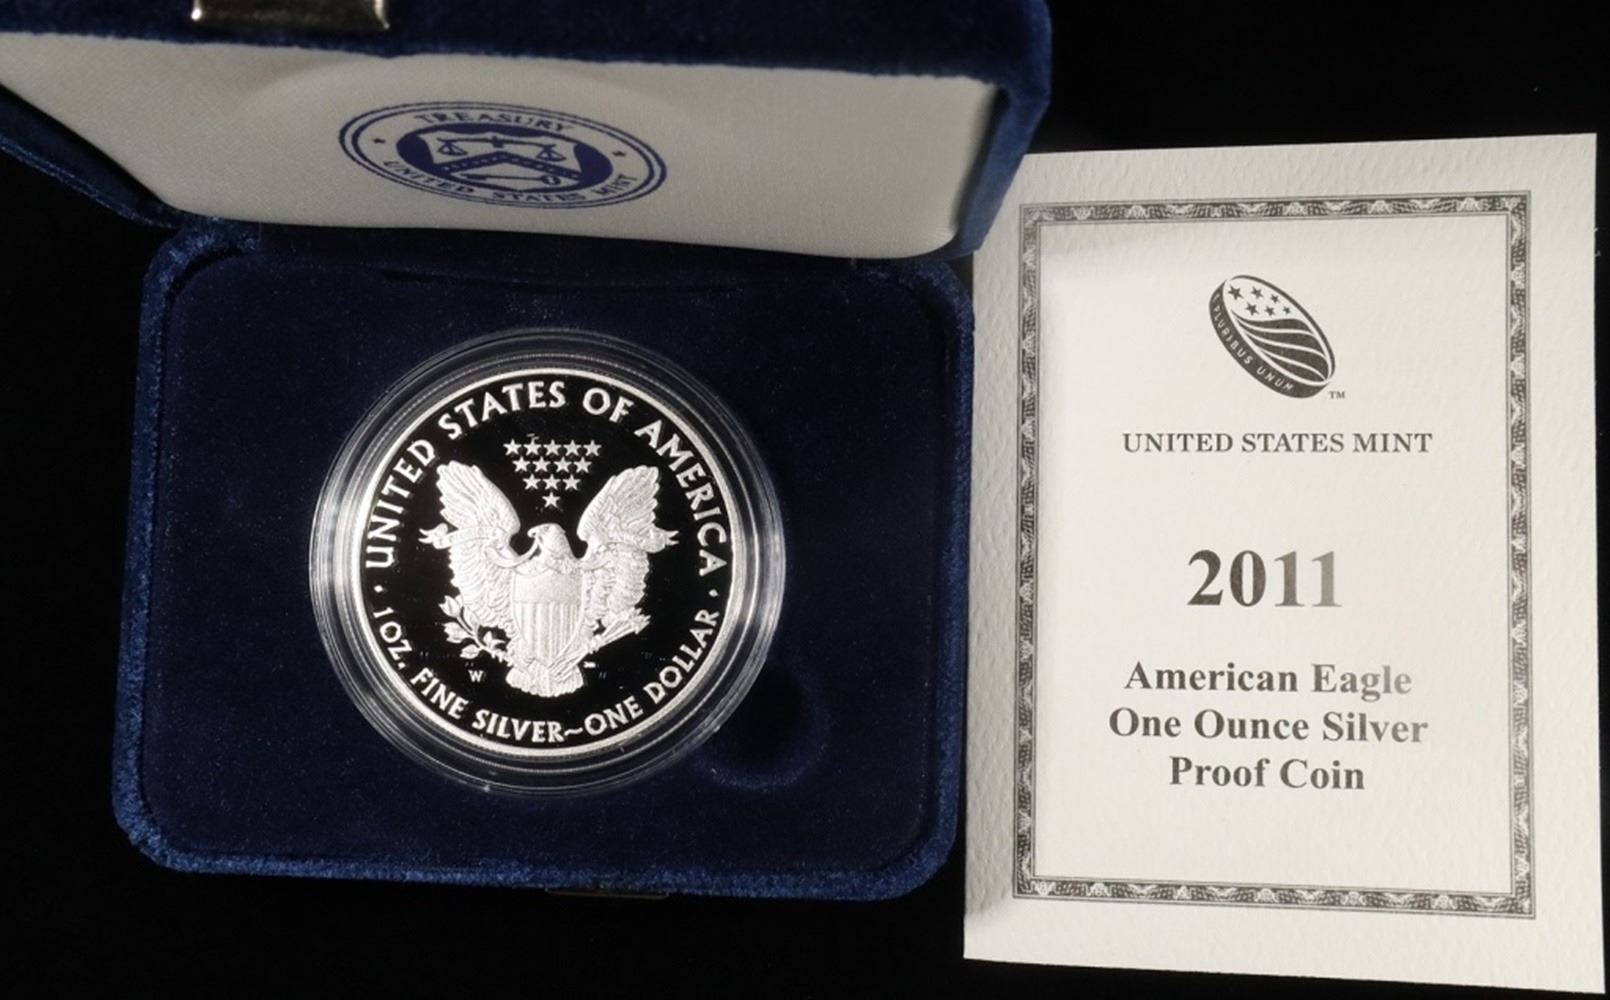 TREASURY
UNITED STATES MINT
UNITED STATES OF AMERICA
W
1 OZ. FINE SILVER~ONE DOLLAR
PLURIBUS UNUM
TM
UNITED STATES MINT
2011
American Eagle
One Ounce Silver
Proof Coin